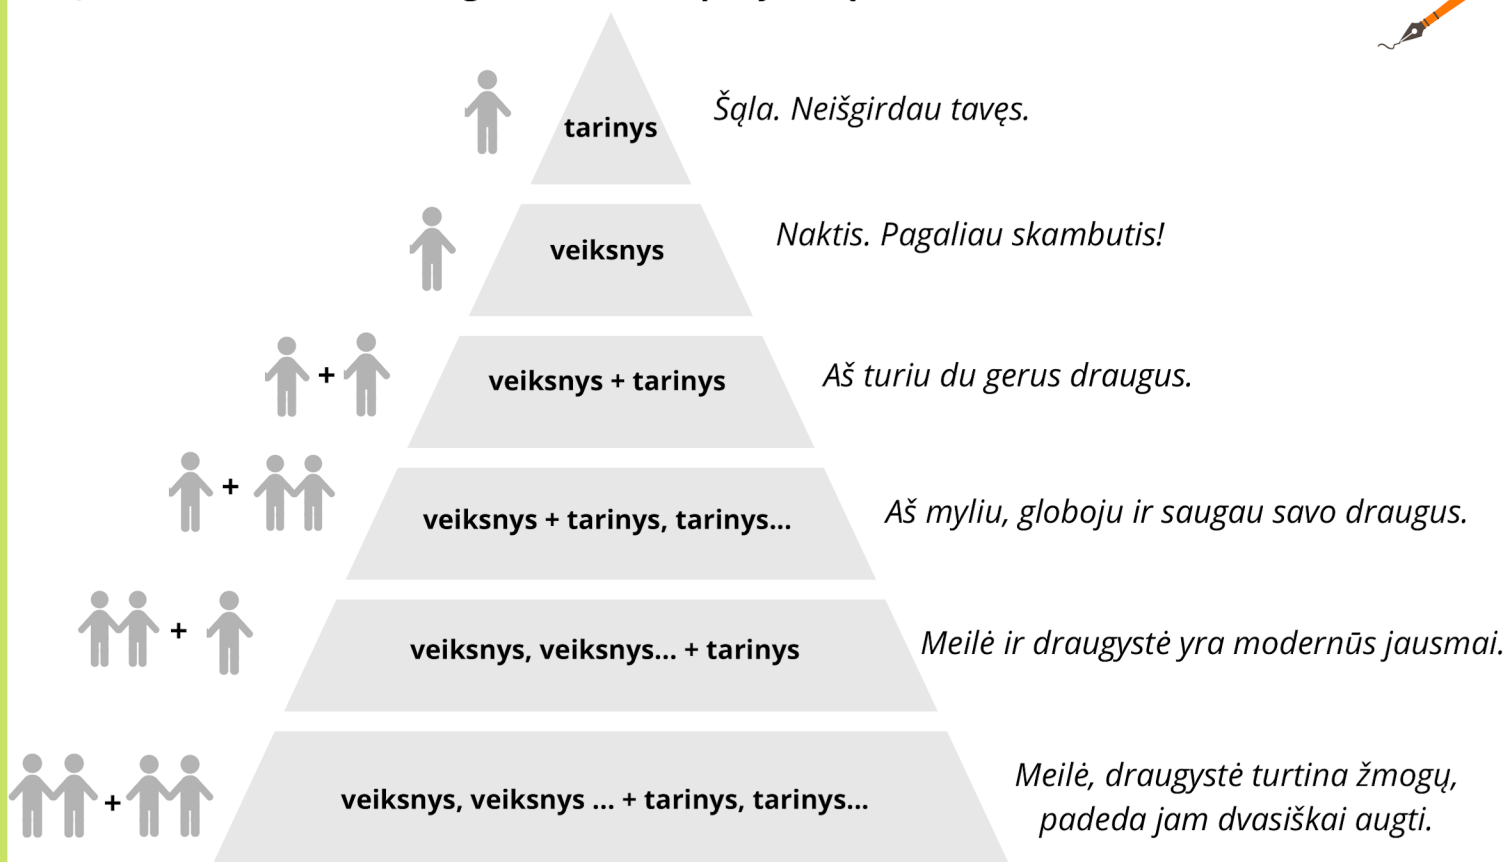 tarinys
Šąla. Neišgirdau tavęs.
veiksnys
Naktis. Pagaliau skambutis!
+
veiksnys + tarinys
Aš turiu du gerus draugus.
+
veiksnys + tarinys, tarinys...
Aš myliu, globoju ir saugau savo draugus.
+
veiksnys, veiksnys... + tarinys
Meilė ir draugystė yra modernūs jausmai.
+
veiksnys, veiksnys ... + tarinys, tarinys...
Meilė, draugystė turtina žmogų,
padeda jam dvasiškai augti.